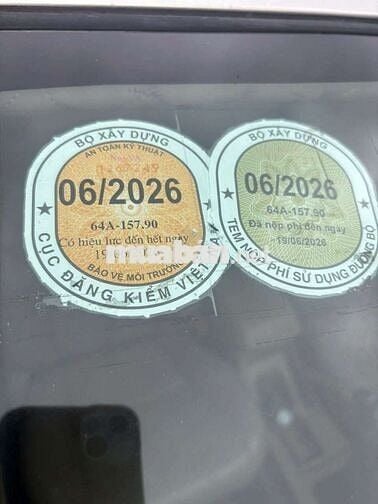 BỘ XÂY DỰNG
AN TOÀN KỸ THUẬT
06/2026
64A-157.90
Có hiệu lực đến hết ngày
19
BẢO VỆ MÔI TRƯỜNG
CỤC ĐĂNG KIỂM VIỆT NAM
BỘ XÂY DỰNG
06/2026
64A-157.90
Đã nộp phí đến ngày
19/06/2026
TEM NỘP PHÍ SỬ DỤNG ĐƯỜNG BỘ